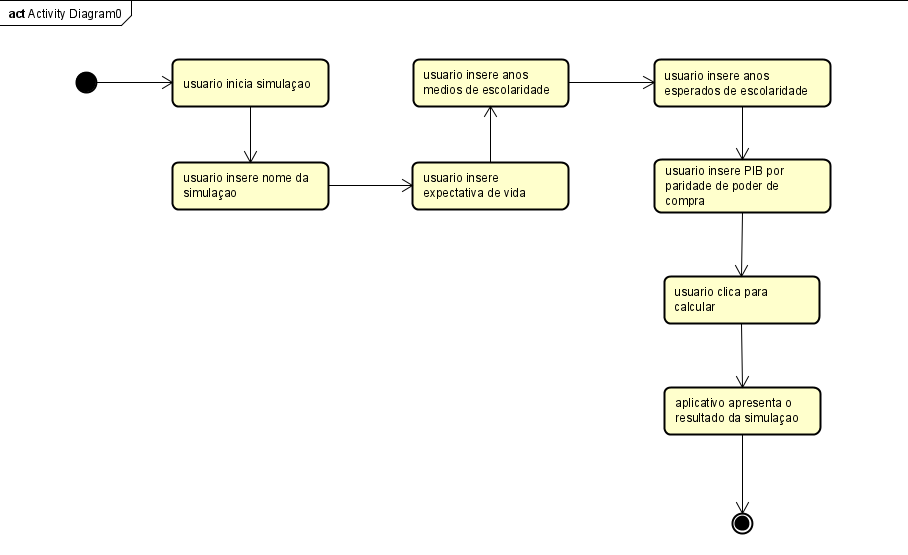 act Activity Diagram0
usuario inicia simulaçao
usuario insere nome da
simulaçao
usuario insere
expectativa de vida
usuario insere anos
medios de escolaridade
usuario insere anos
esperados de escolaridade
usuario insere PIB por
paridade de poder de
compra
usuario clica para
calcular
aplicativo apresenta o
resultado da simulaçao